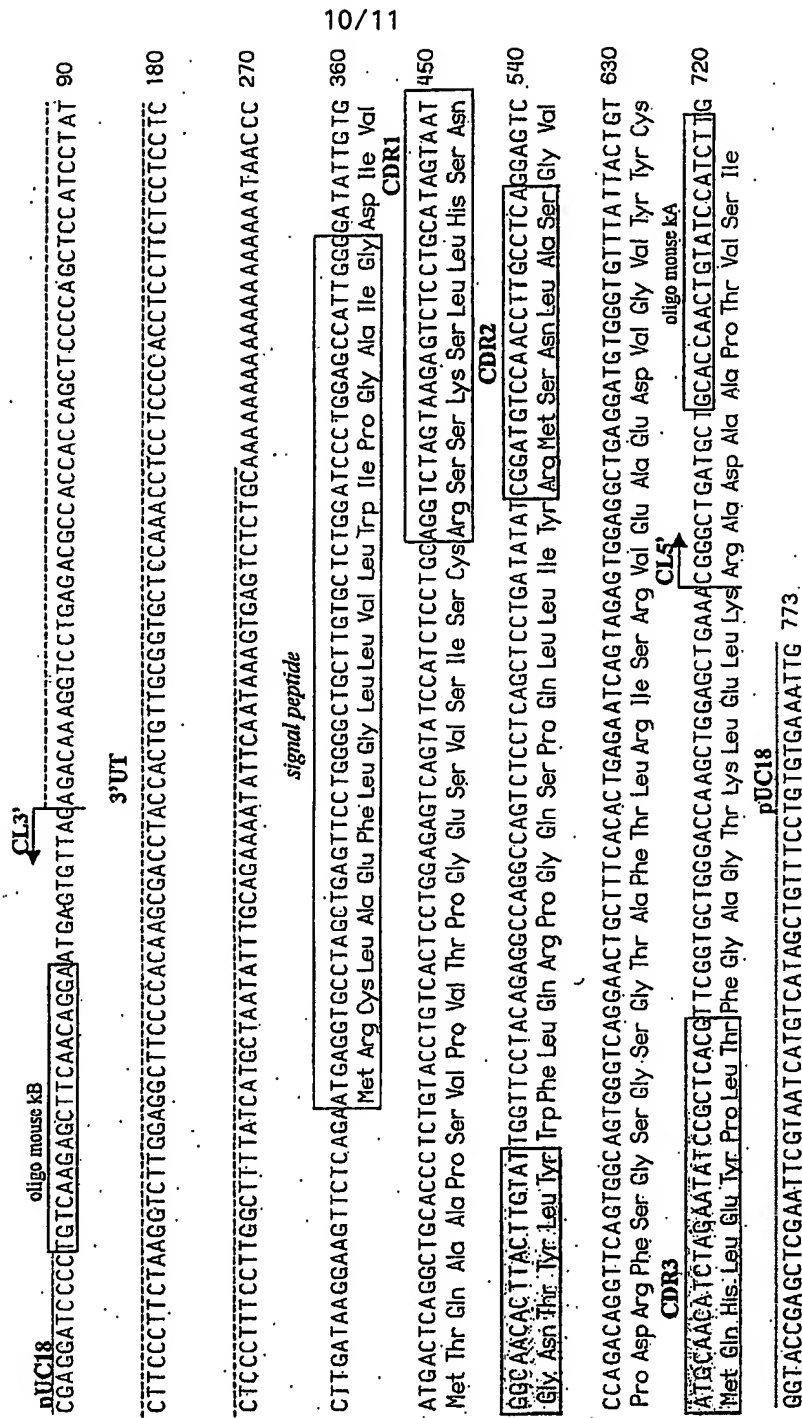 10/11
CL3'
pUC18
oligo mouse kB
CGAGGATCCCCTGTCAAGAGCTTCAACAGGAATGAGTGTTAGAGACAAAGGTCCTGAGACGCCACCACCAGCTCCCCAGCTCCATCCTAT 90
3'UT
CTTCCCTTCTAAGGTCTTGGAGGCTTCCCCACAAGCGACCTACCACTGTTGCGGTGCTCCAAACCTCCTCCCCACCTCCTTCTCCTCCTC 180
CTCCCTTTCCTTGGCTTTTATCATGCTAATATTTGCAGAAAATATTCAATAAAGTGAGTCTCTGCAAAAAAAAAAAAAAAAAAATAACCC 270
signal peptide
CTTGATAAGGAAGTTCTCAGAATGAGGTGCCTAGCTGAGTTCCTGGGGCTGCTTGTGCTCTGGATCCCTGGAGCCATTGGGGATATTGTG 360
Met Arg Cys Leu Ala Glu Phe Leu Gly Leu Leu Val Leu Trp Ile Pro Gly Ala Ile Gly Asp Ile Val
CDR1
ATGACTCAGGCTGCACCCTCTGTACCTGTCACTCCTGGAGAGTCAGTATCCATCTCCTGCAGGTCTAGTAAGAGTCTCCTGCATAGTAAT 450
Met Thr Gln Ala Ala Pro Ser Val Pro Val Thr Pro Gly Glu Ser Val Ser Ile Ser Cys Arg Ser Ser Lys Ser Leu Leu His Ser Asn
CDR2
GGCAACACTTACTTGTATTGGTTCCTACAGAGGCCAGGCCAGTCTCCTCAGCTCCTGATATATCGGATGTCCAACCTTGCCTCAGGAGTC 540
Gly Asn Thr Tyr Leu Tyr Trp Phe Leu Gln Arg Pro Gly Gln Ser Pro Gln Leu Leu Ile Tyr Arg Met Ser Asn Leu Ala Ser Gly Val
CCAGACAGGTTCAGTGGCAGTGGGTCAGGAACTGCTTTCACACTGAGAATCAGTAGAGTGGAGGCTGAGGATGTGGGTGTTTATTACTGT 630
Pro Asp Arg Phe Ser Gly Ser Gly Ser Gly Thr Ala Phe Thr Leu Arg Ile Ser Arg Val Glu Ala Glu Asp Val Gly Val Tyr Tyr Cys
CDR3
CL5'
oligo mouse kA
ATGCAACATCTAGAATATCCGCTCACGTTCGGTGCTGGGACCAAGCTGGAGCTGAAACGGGCTGATGCTGCACCAACTGTATCCATCTTG 720
Met Gln His Leu Glu Tyr Pro Leu Thr Phe Gly Ala Gly Thr Lys Leu Glu Leu Lys Arg Ala Asp Ala Ala Pro Thr Val Ser Ile
pUC18
GGTACCGAGCTCGAATTCGTAATCATGTCATAGCTGTTTCCTGTGTGAAATTG 773